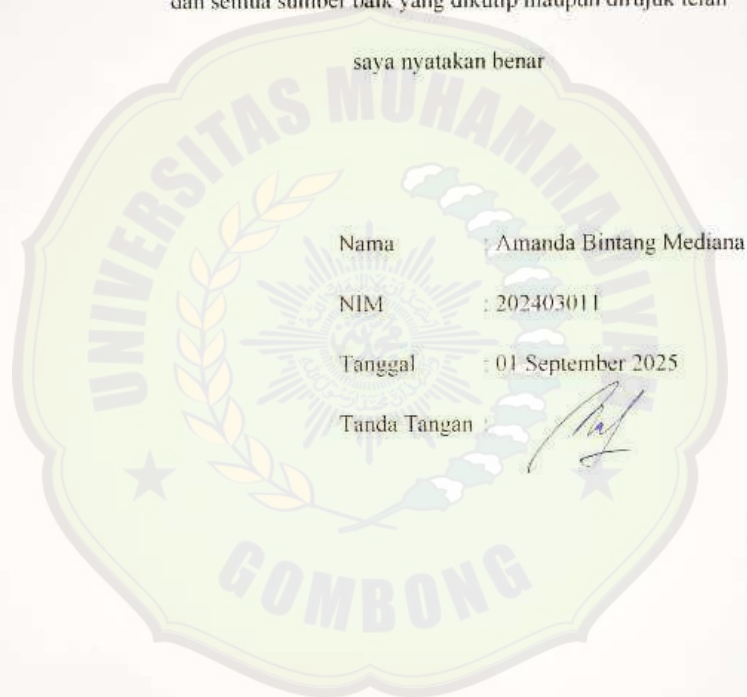 dan semua sumber baik yang dikutip maupun dirujuk telah
saya nyatakan benar
UNIVERSITAS MUHAMMADIYAH
GOMBONG
Nama : Amanda Bintang Mediana
NIM : 202403011
Tanggal : 01 September 2025
Tanda Tangan :